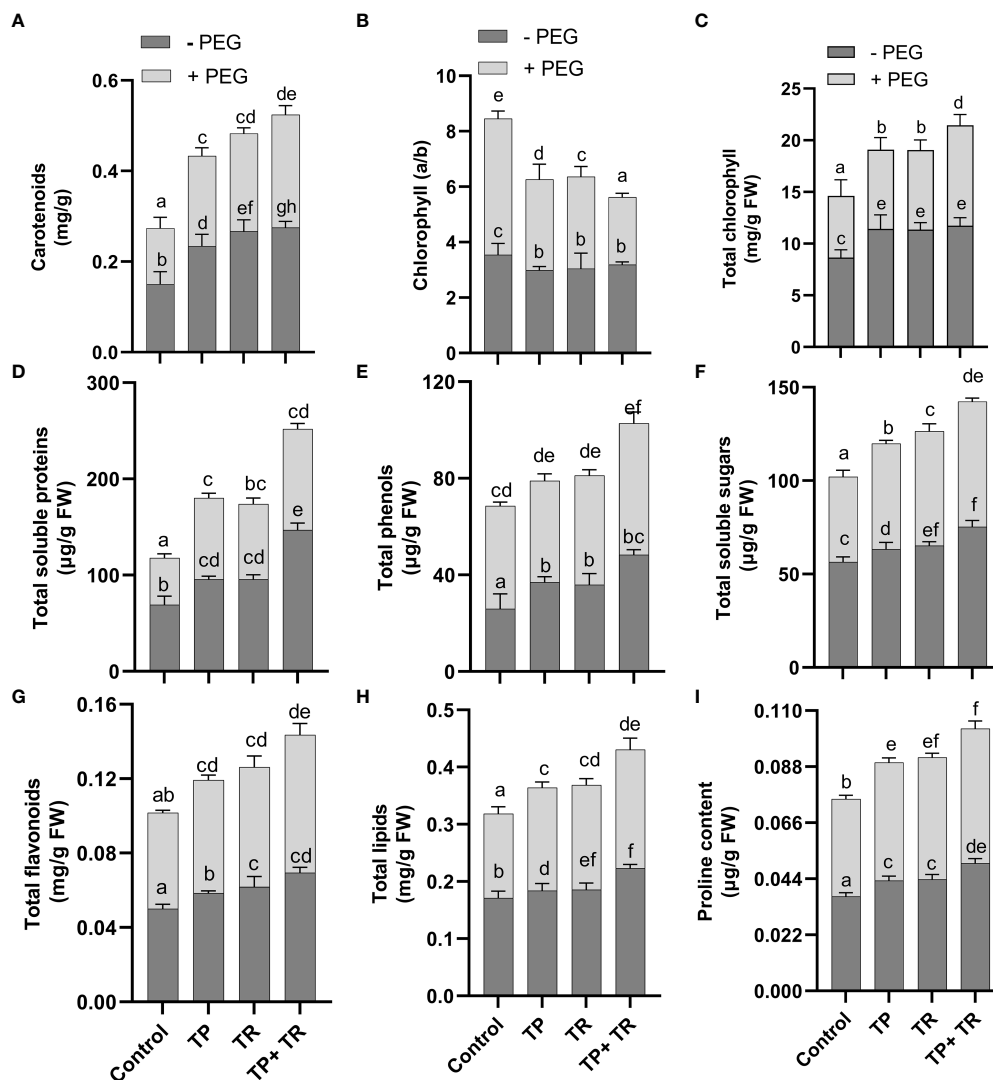 A
- PEG
+ PEG
0.6
0.4
0.2
0.0
Carotenoids
(mg/g)
a
b
c
d
cd
ef
de
gh
B
- PEG
+ PEG
10
8
6
4
2
0
Chlorophyll (a/b)
e
c
d
b
c
b
a
b
C
- PEG
+ PEG
25
20
15
10
5
0
Total chlorophyll
(mg/g FW)
a
c
b
e
b
e
d
e
D
300
200
100
0
Total soluble proteins
(µg/g FW)
a
b
c
cd
bc
cd
cd
e
E
120
80
40
0
Total phenols
(µg/g FW)
cd
a
de
b
de
b
ef
bc
F
150
100
50
0
Total soluble sugars
(µg/g FW)
a
c
b
d
c
ef
de
f
G
0.16
0.12
0.08
0.04
0.00
Total flavonoids
(mg/g FW)
ab
a
cd
b
cd
c
de
cd
Control
TP
TR
TP+ TR
H
0.5
0.4
0.3
0.2
0.1
0.0
Total lipids
(mg/g FW)
a
b
c
d
cd
ef
de
f
Control
TP
TR
TP+ TR
I
0.110
0.088
0.066
0.044
0.022
0.000
Proline content
(µg/g FW)
b
a
e
c
ef
c
f
de
Control
TP
TR
TP+ TR